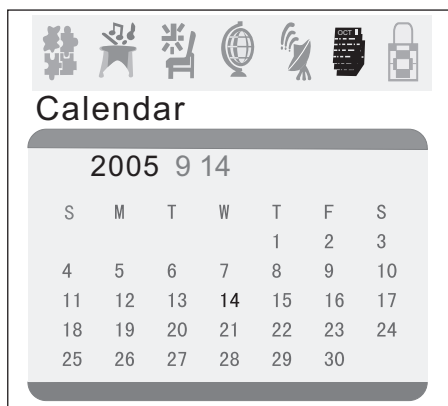 OCT
Calendar
2005 9 14
S M T W T F S
1 2 3
4 5 6 7 8 9 10
11 12 13 14 15 16 17
18 19 20 21 22 23 24
25 26 27 28 29 30